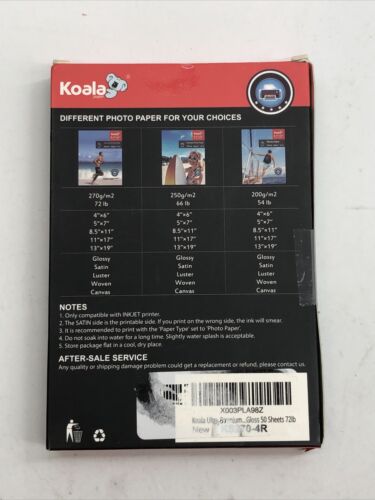 Koala
DIFFERENT PHOTO PAPER FOR YOUR CHOICES
270g/m2 250g/m2 200g/m2
72 lb 66 lb 54 lb
4"×6" 4"×6" 4"×6"
5"×7" 5"×7" 5"×7"
8.5"×11" 8.5"×11" 8.5"×11"
11"×17" 11"×17" 11"×17"
13"×19" 13"×19" 13"×19"
Glossy Glossy Glossy
Satin Satin Satin
Luster Luster Luster
Woven Woven Woven
Canvas Canvas Canvas
NOTES
1. Only compatible with INKJET printer.
2. The SATIN side is the printable side. If you print on the wrong side, the ink will smear.
3. It is recommended to print with the 'Paper Type' set to 'Photo Paper'.
4. Do not soak into water for a long time. Slightly water splash is acceptable.
5. Store package flat in a cool, dry place.
AFTER-SALE SERVICE
Any quality or shipping damage problem could get a replacement or refund, please contact us.
X003PLA98Z
Koala Ultra Premium...Gloss 50 Sheets 72lb
New